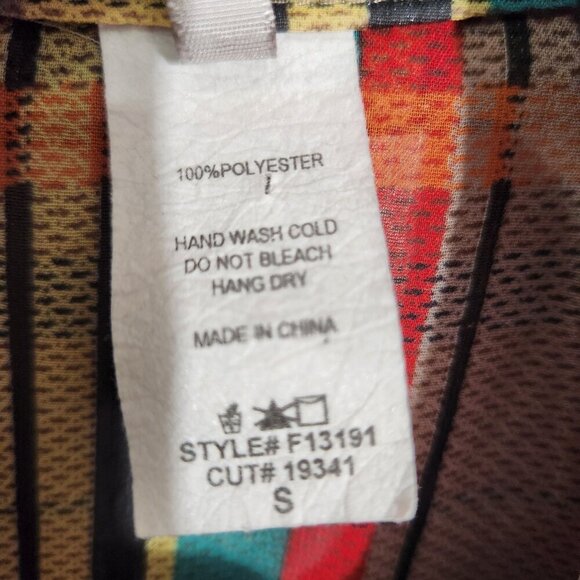 100%POLYESTER
HAND WASH COLD
DO NOT BLEACH
HANG DRY
MADE IN CHINA
STYLE# F13191
CUT# 19341
S